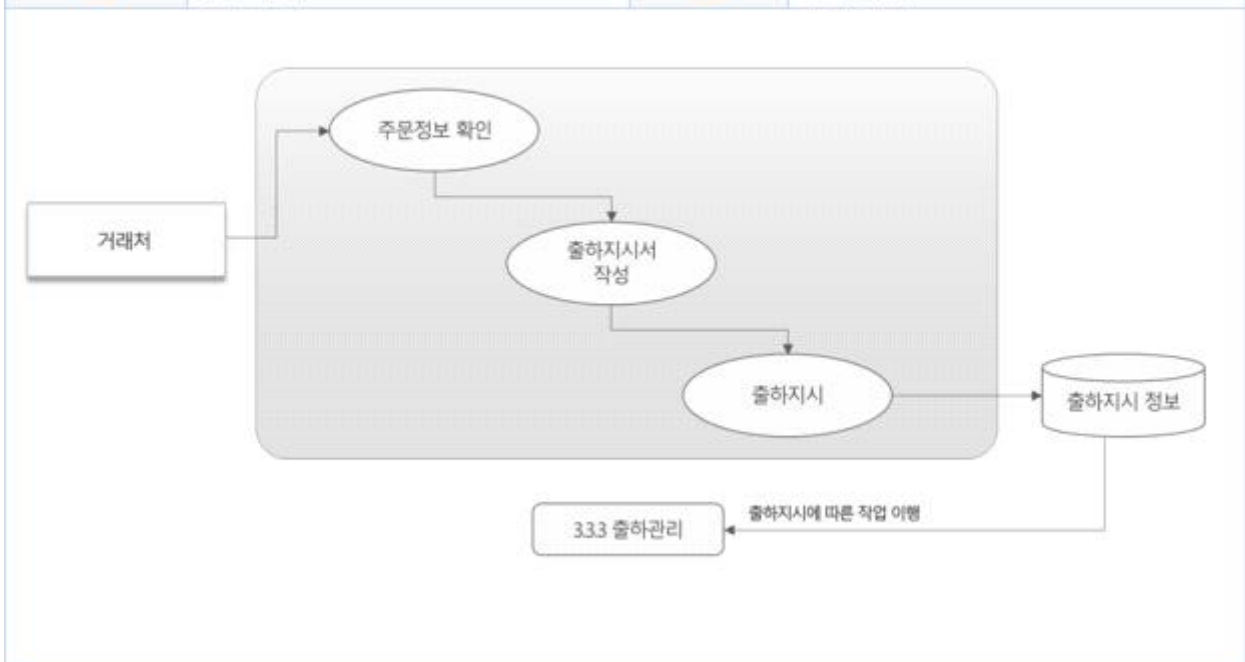 주문정보 확인
거래처
출하지시서
작성
출하지시
출하지시 정보
출하지시에 따른 작업 이행
3.3.3 출하관리